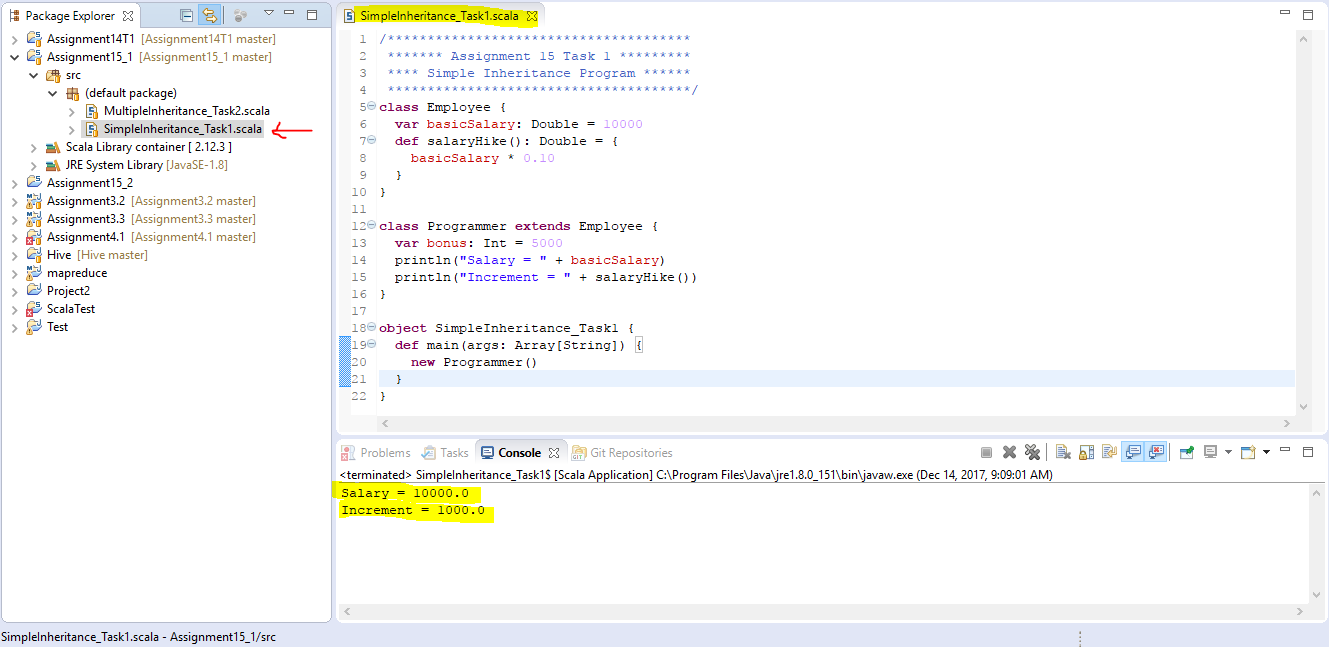 Package Explorer
Assignment14T1 [Assignment14T1 master]
Assignment15_1 [Assignment15_1 master]
src
(default package)
MultipleInheritance_Task2.scala
SimpleInheritance_Task1.scala
Scala Library container [ 2.12.3 ]
JRE System Library [JavaSE-1.8]
Assignment15_2
Assignment3.2 [Assignment3.2 master]
Assignment3.3 [Assignment3.3 master]
Assignment4.1 [Assignment4.1 master]
Hive [Hive master]
mapreduce
Project2
ScalaTest
Test
SimpleInheritance_Task1.scala
1 /**************************************
2 ******* Assignment 15 Task 1 *********
3 **** Simple Inheritance Program ******
4 **************************************/
5 class Employee {
6 var basicSalary: Double = 10000
7 def salaryHike(): Double = {
8 basicSalary * 0.10
9 }
10 }
11
12 class Programmer extends Employee {
13 var bonus: Int = 5000
14 println("Salary = " + basicSalary)
15 println("Increment = " + salaryHike())
16 }
17
18 object SimpleInheritance_Task1 {
19 def main(args: Array[String]) {
20 new Programmer()
21 }
22 }
Problems Tasks Console Git Repositories
<terminated> SimpleInheritance_Task1$ [Scala Application] C:\Program Files\Java\jre1.8.0_151\bin\javaw.exe (Dec 14, 2017, 9:09:01 AM)
Salary = 10000.0
Increment = 1000.0
SimpleInheritance_Task1.scala - Assignment15_1/src